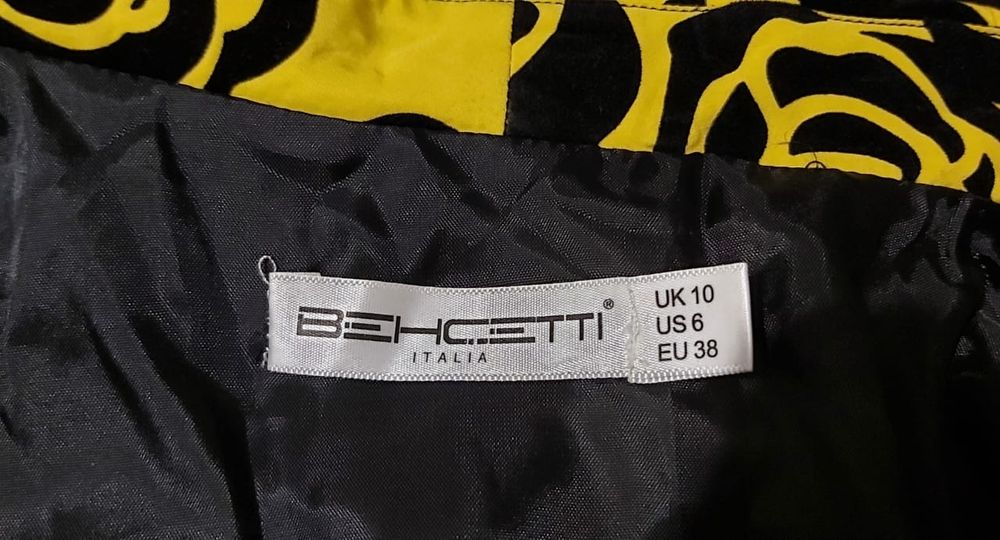 BEHCETTI®
ITALIA
UK 10
US 6
EU 38